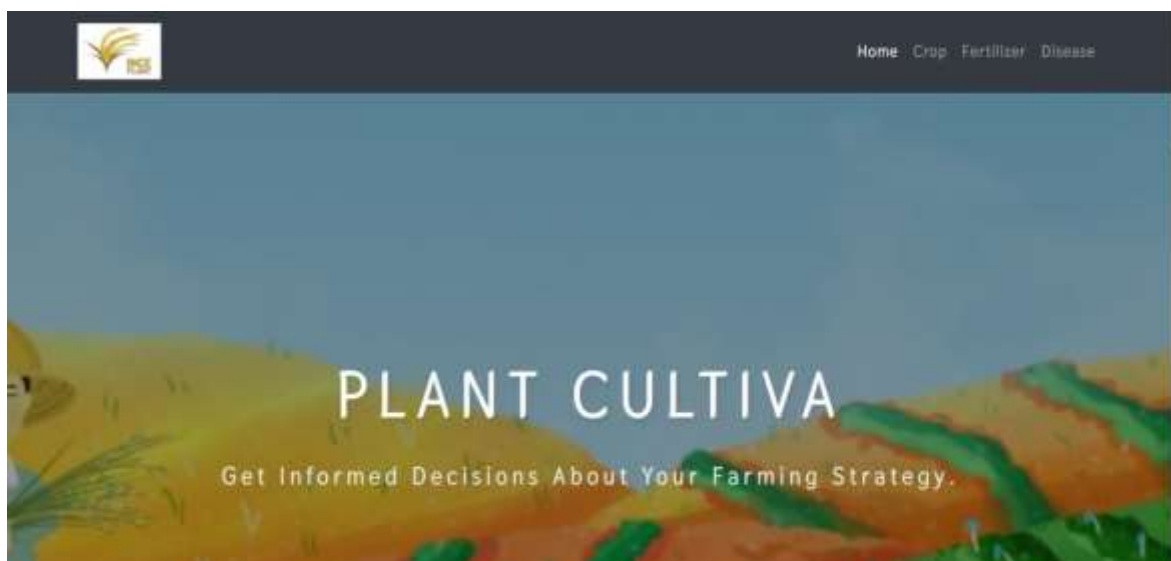 Home Crop Fertilizer Disease
PLANT CULTIVA
Get Informed Decisions About Your Farming Strategy.